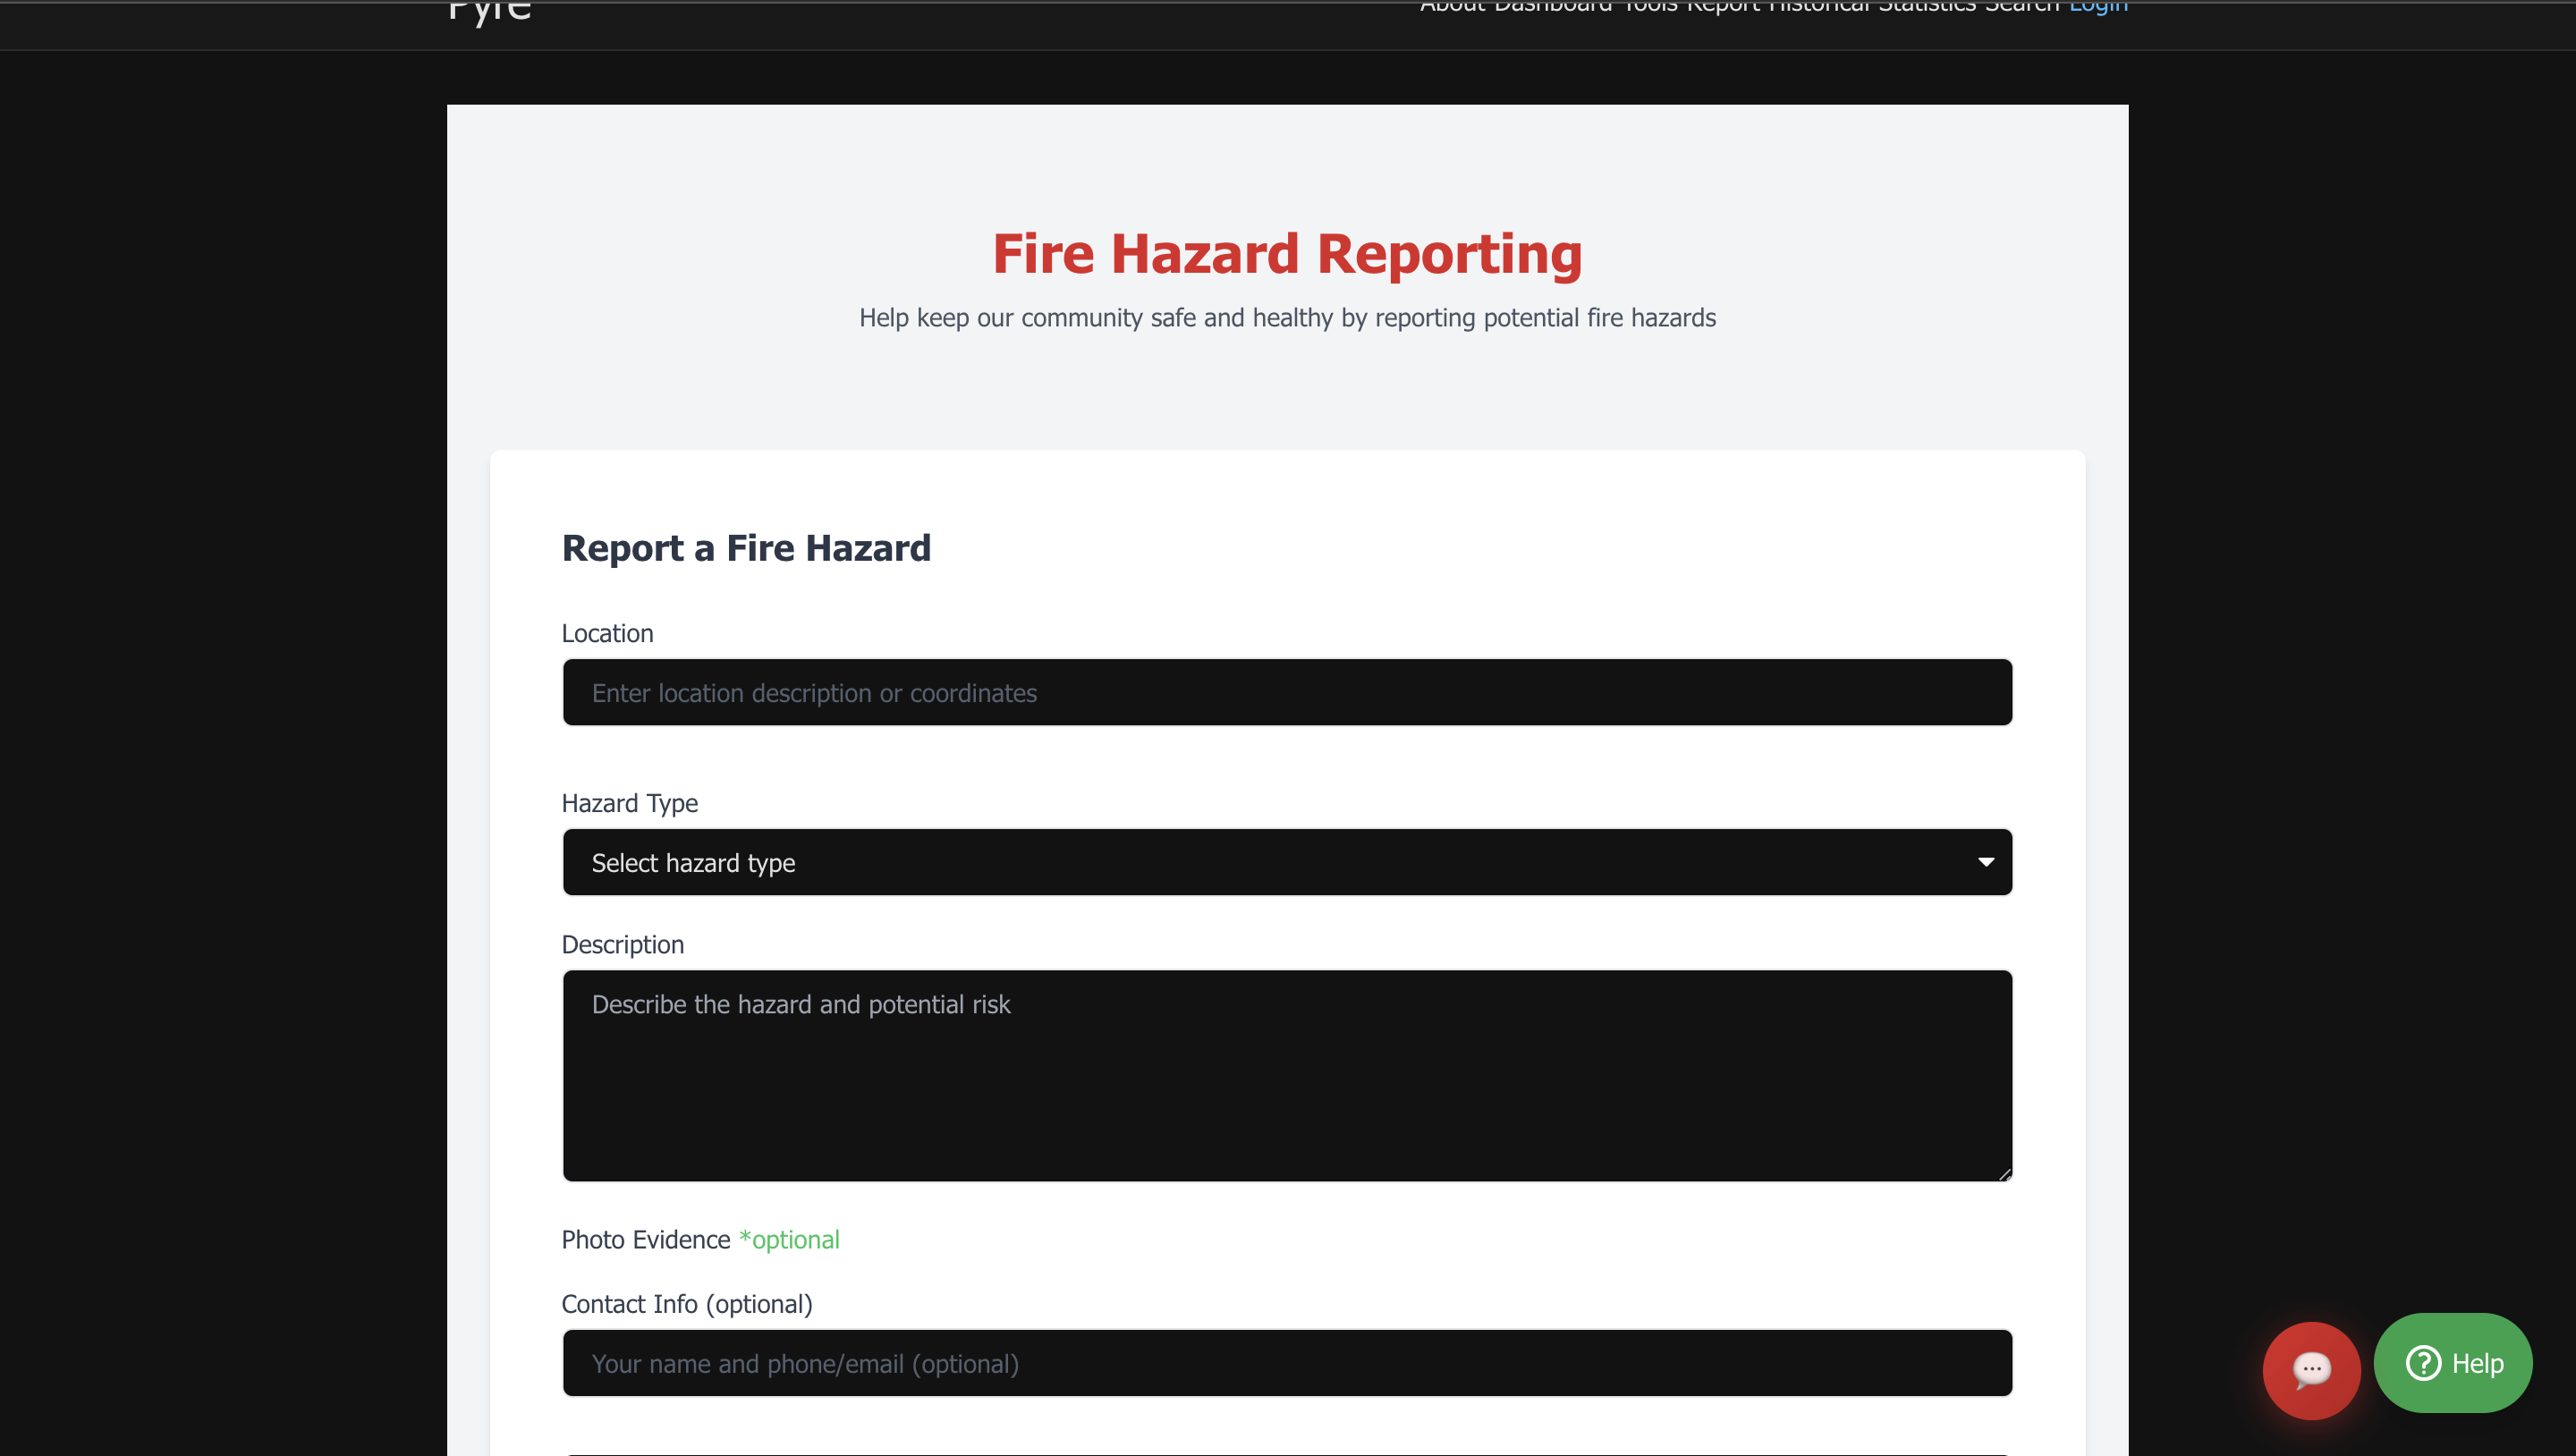 Pyre
About Dashboard Tools Report Historical Statistics Search Login
Fire Hazard Reporting
Help keep our community safe and healthy by reporting potential fire hazards
Report a Fire Hazard
Location
Enter location description or coordinates
Hazard Type
Select hazard type
Description
Describe the hazard and potential risk
Photo Evidence *optional
Contact Info (optional)
Your name and phone/email (optional)
Help